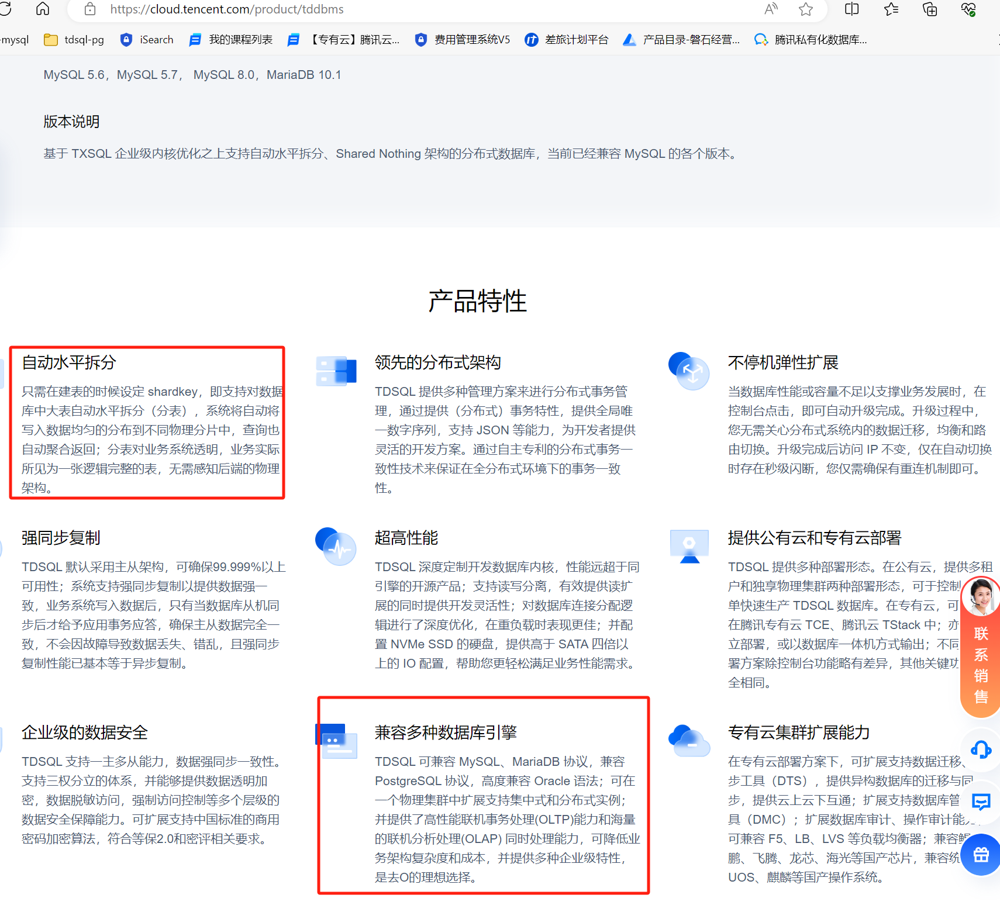 https://cloud.tencent.com/product/tddbms
-mysql tdsql-pg iSearch 我的课程列表 【专有云】腾讯云... 费用管理系统V5 差旅计划平台 产品目录-磐石经营... 腾讯私有化数据库...
MySQL 5.6，MySQL 5.7， MySQL 8.0，MariaDB 10.1
版本说明
基于 TXSQL 企业级内核优化之上支持自动水平拆分、Shared Nothing 架构的分布式数据库，当前已经兼容 MySQL 的各个版本。
产品特性
自动水平拆分
只需在建表的时候设定 shardkey，即支持对数据
库中大表自动水平拆分（分表），系统将自动将
写入数据均匀的分布到不同物理分片中，查询也
自动聚合返回；分表对业务系统透明，业务实际
所见为一张逻辑完整的表，无需感知后端的物理
架构。
领先的分布式架构
TDSQL 提供多种管理方案来进行分布式事务管
理，通过提供（分布式）事务特性，提供全局唯
一数字序列，支持 JSON 等能力，为开发者提供
灵活的开发方案。通过自主专利的分布式事务一
致性技术来保证在全分布式环境下的事务一致
性。
不停机弹性扩展
当数据库性能或容量不足以支撑业务发展时，在
控制台点击，即可自动升级完成。升级过程中，
您无需关心分布式系统内的数据迁移，均衡和路
由切换。升级完成后访问 IP 不变，仅在自动切换
时存在秒级闪断，您仅需确保有重连机制即可。
强同步复制
TDSQL 默认采用主从架构，可确保99.999%以上
可用性；系统支持强同步复制以提供数据强一
致，业务系统写入数据后，只有当数据库从机同
步后才给予应用事务应答，确保主从数据完全一
致，不会因故障导致数据丢失、错乱，且强同步
复制性能已基本等于异步复制。
超高性能
TDSQL 深度定制开发数据库内核，性能远超于同
引擎的开源产品；支持读写分离，有效提供读扩
展的同时提供开发灵活性；对数据库连接分配逻
辑进行了深度优化，在重负载时表现更佳；并配
置 NVMe SSD 的硬盘，提供高于 SATA 四倍以
上的 IO 配置，帮助您更轻松满足业务性能需求。
提供公有云和专有云部署
TDSQL 提供多种部署形态。在公有云，提供多租
户和独享物理集群两种部署形态，可于控制
单快速生产 TDSQL 数据库。在专有云，可
在腾讯专有云 TCE、腾讯云 TStack 中；亦
立部署，或以数据库一体机方式输出；不同
署方案除控制台功能略有差异，其他关键功
全相同。
企业级的数据安全
TDSQL 支持一主多从能力，数据强同步一致性。
支持三权分立的体系，并能够提供数据透明加
密，数据脱敏访问，强制访问控制等多个层级的
数据安全保障能力。可扩展支持中国标准的商用
密码加密算法，符合等保2.0和密评相关要求。
兼容多种数据库引擎
TDSQL 可兼容 MySQL、MariaDB 协议，兼容
PostgreSQL 协议，高度兼容 Oracle 语法；可在
一个物理集群中扩展支持集中式和分布式实例；
并提供了高性能联机事务处理(OLTP)能力和海量
的联机分析处理(OLAP) 同时处理能力，可降低业
务架构复杂度和成本，并提供多种企业级特性，
是去O的理想选择。
专有云集群扩展能力
在专有云部署方案下，可扩展支持数据迁移、
步工具（DTS），提供异构数据库的迁移与同
步，提供云上云下互通；扩展支持数据库管
具（DMC）；扩展数据库审计、操作审计能
可兼容 F5、LB、LVS 等负载均衡器；兼容鲲
鹏、飞腾、龙芯、海光等国产芯片，兼容统
UOS、麒麟等国产操作系统。
联系销售